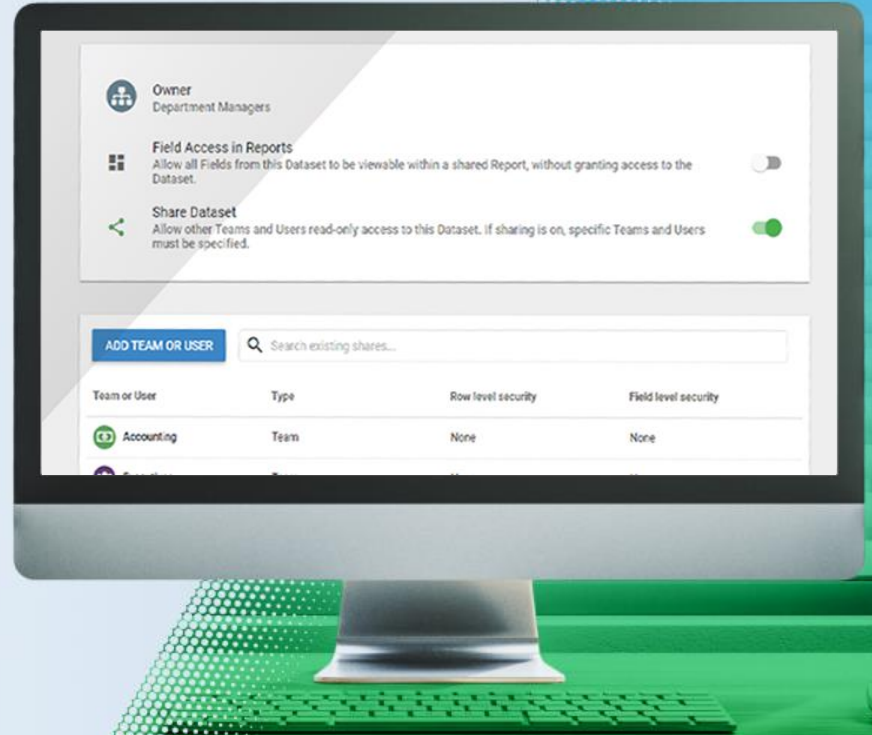 Owner
Department Managers
Field Access in Reports
Allow all Fields from this Dataset to be viewable within a shared Report, without granting access to the
Dataset.
Share Dataset
Allow other Teams and Users read-only access to this Dataset. If sharing is on, specific Teams and Users
must be specified.
ADD TEAM OR USER Search existing shares...
Team or User Type Row level security Field level security
Accounting Team None None